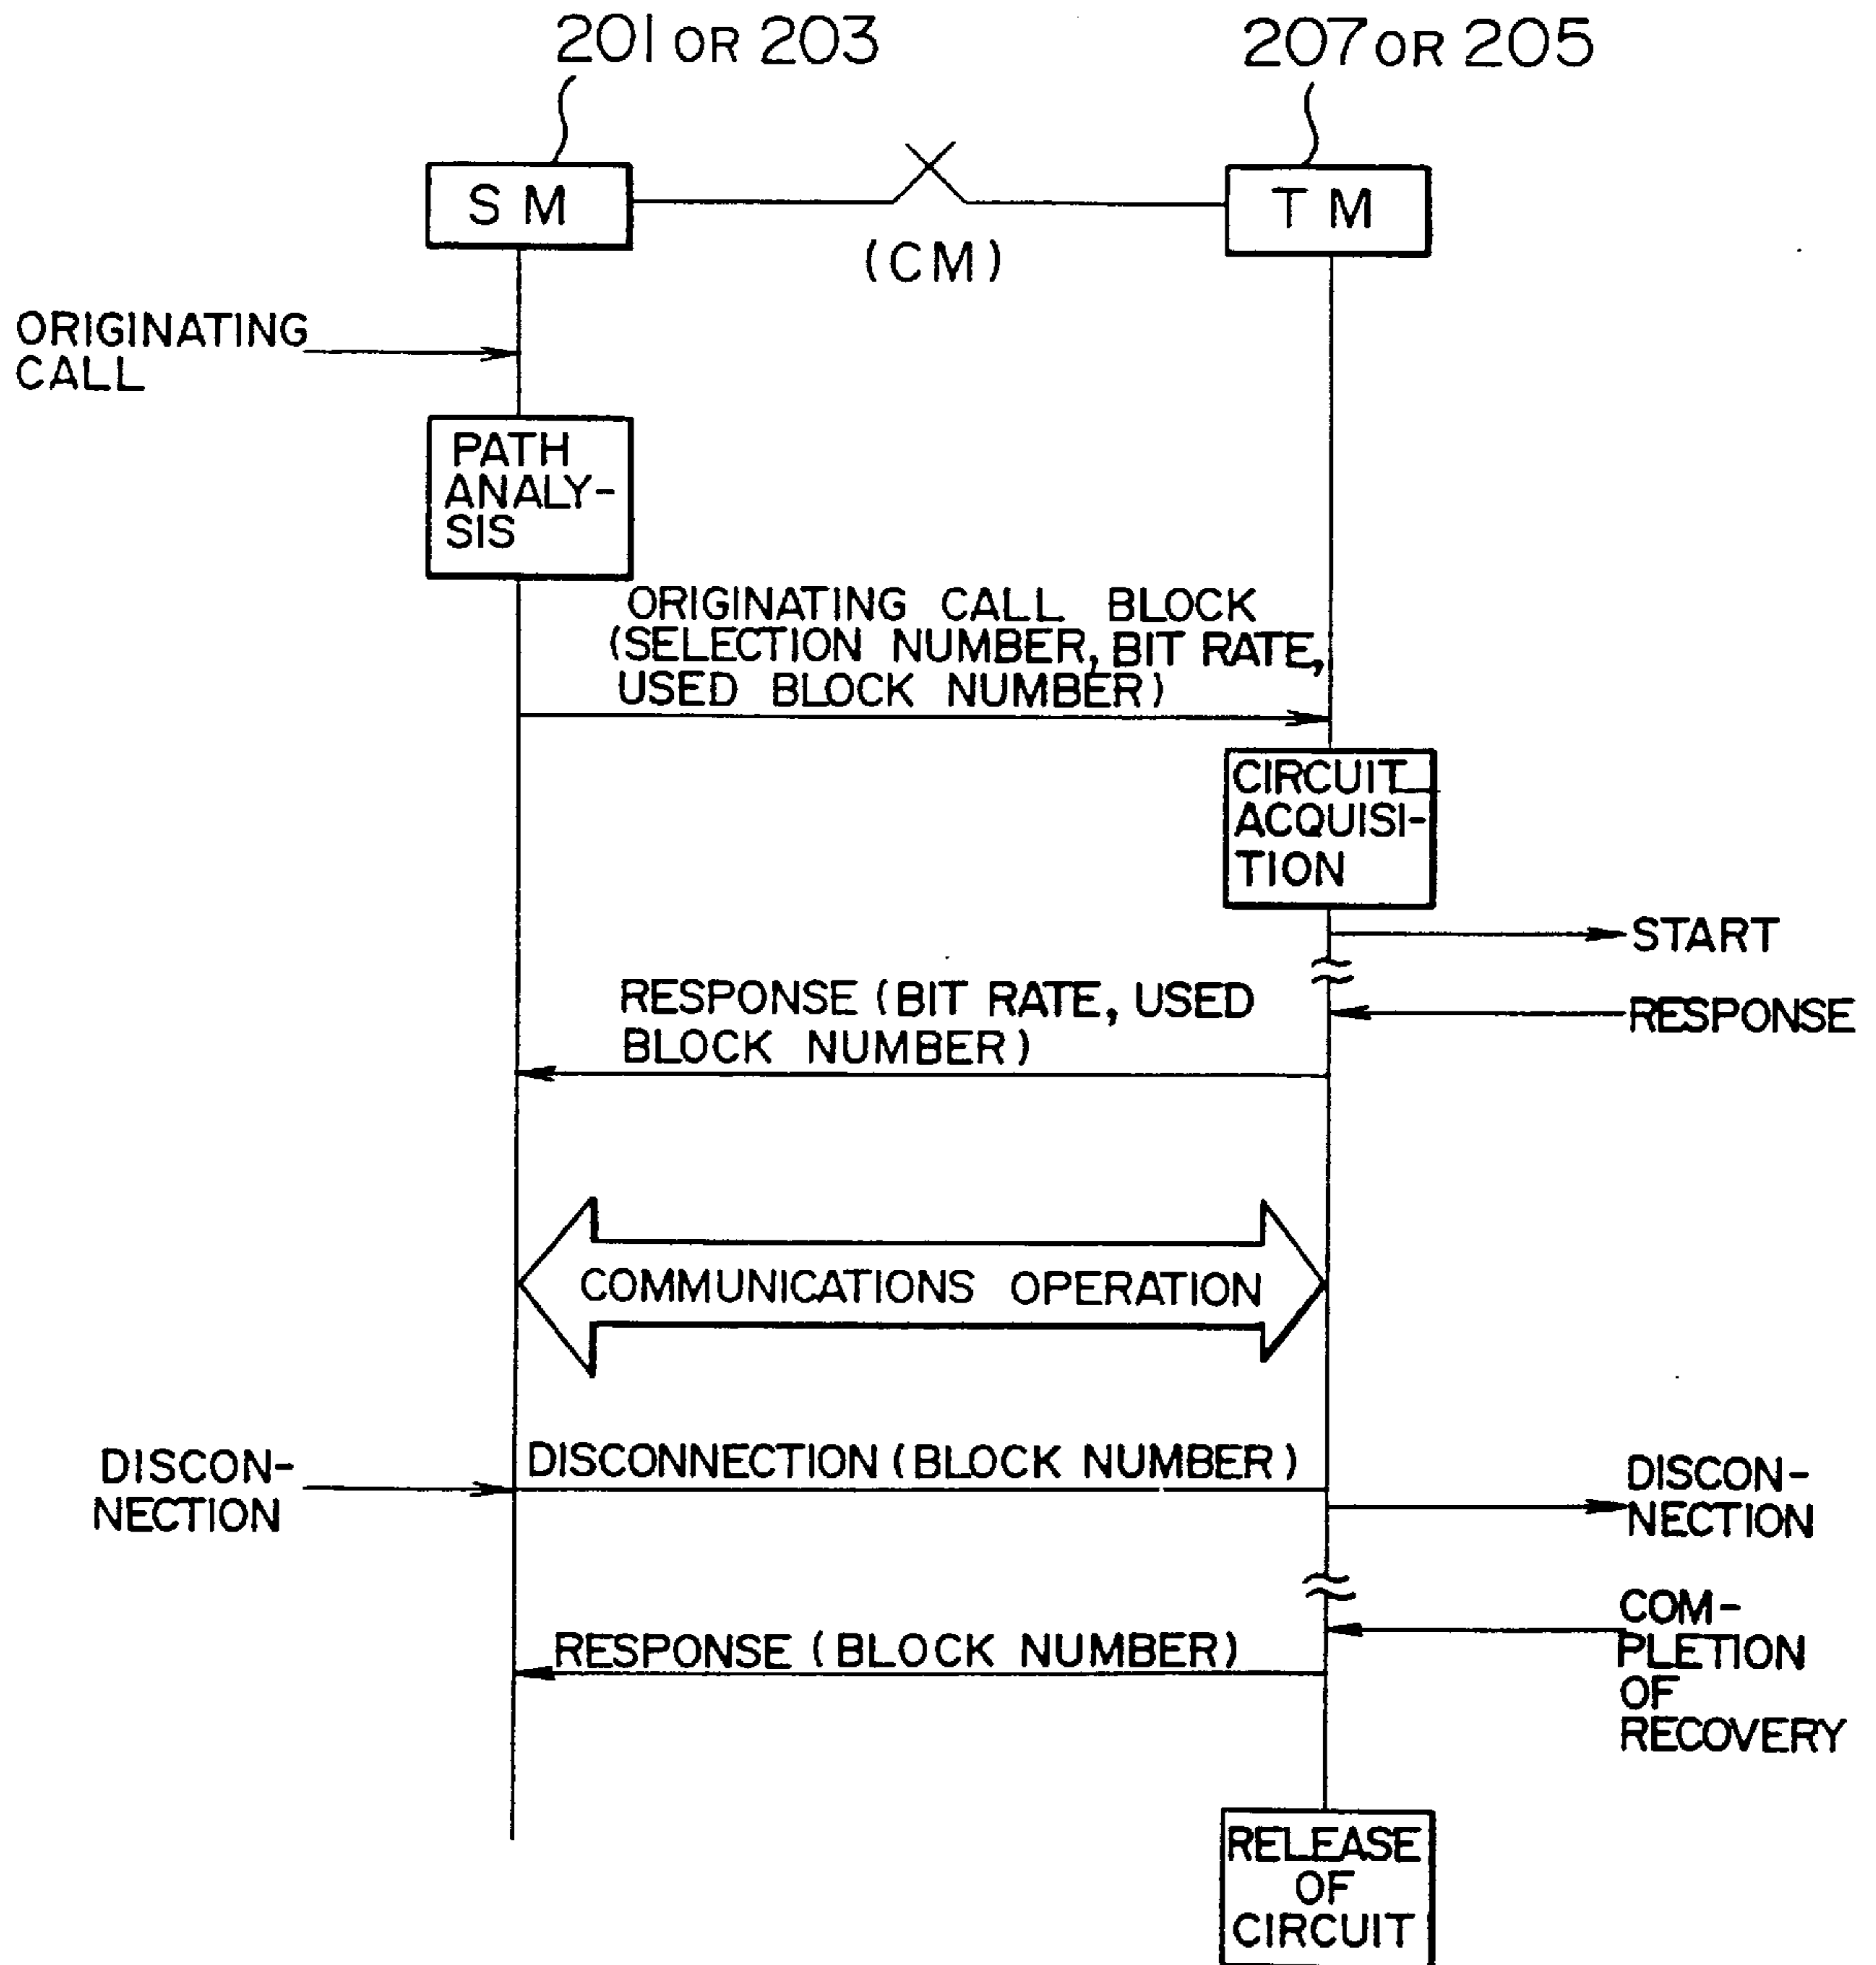 201 OR 203
207 OR 205
SM
TM
(CM)
ORIGINATING
CALL
PATH
ANALY-
SIS
ORIGINATING CALL BLOCK
(SELECTION NUMBER, BIT RATE,
USED BLOCK NUMBER)
CIRCUIT
ACQUISI-
TION
START
RESPONSE (BIT RATE, USED
BLOCK NUMBER)
RESPONSE
COMMUNICATIONS OPERATION
DISCON-
NECTION
DISCONNECTION (BLOCK NUMBER)
DISCON-
NECTION
COM-
PLETION
OF
RECOVERY
RESPONSE (BLOCK NUMBER)
RELEASE
OF
CIRCUIT